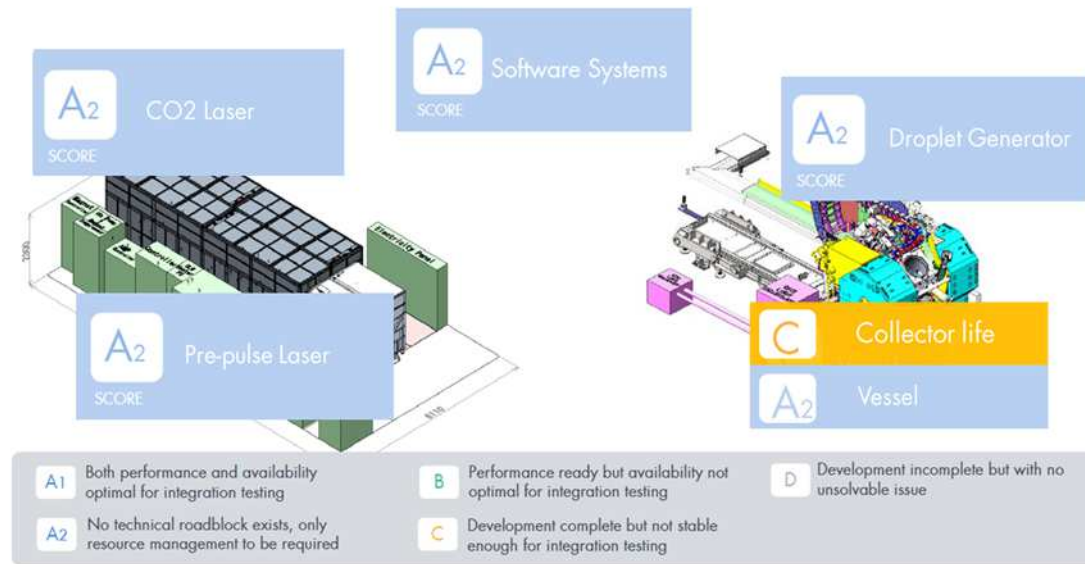 A2
SCORE
CO2 Laser
A2
SCORE
Software Systems
A2
SCORE
Droplet Generator
Electricity Panel
8110
A2
SCORE
Pre-pulse Laser
C
Collector life
A2
Vessel
A1
Both performance and availability
optimal for integration testing
A2
No technical roadblock exists, only
resource management to be required
B
Performance ready but availability not
optimal for integration testing
C
Development complete but not stable
enough for integration testing
D
Development incomplete but with no
unsolvable issue